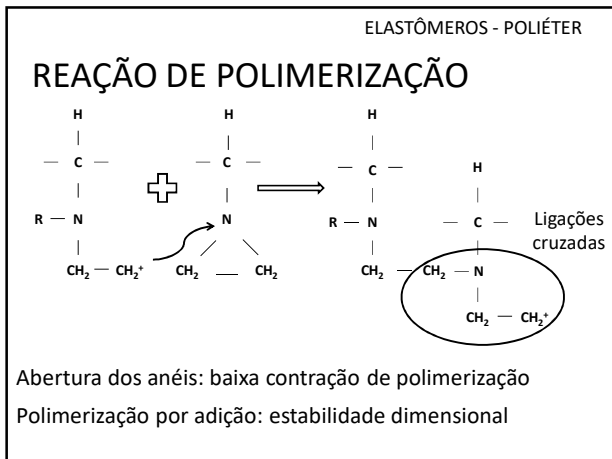 ELASTÔMEROS - POLIÉTER
REAÇÃO DE POLIMERIZAÇÃO
H H H
C C C H
R — N N R — N C Ligações
cruzadas
CH₂ — CH₂⁺ CH₂ — CH₂ CH₂ — CH₂ — N
CH₂ — CH₂⁺
Abertura dos anéis: baixa contração de polimerização
Polimerização por adição: estabilidade dimensional